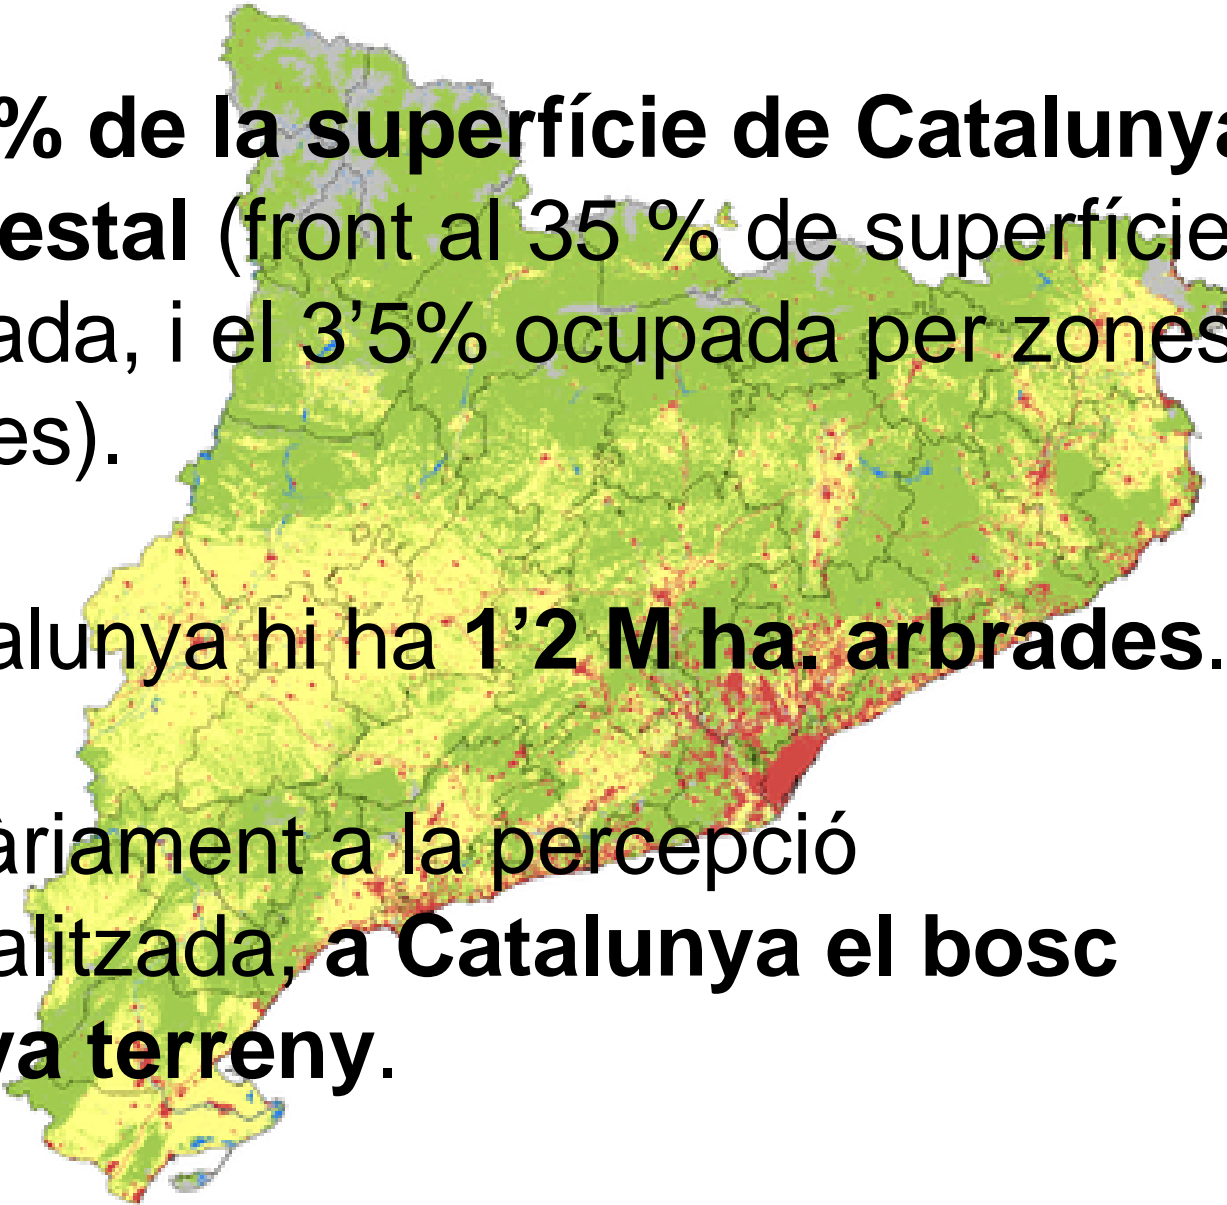 % de la superfície de Catalunya
estal (front al 35 % de superfície
ada, i el 3’5% ocupada per zones
es).
alunya hi ha 1’2 M ha. arbrades.
àriament a la percepció
alitzada, a Catalunya el bosc
va terreny.